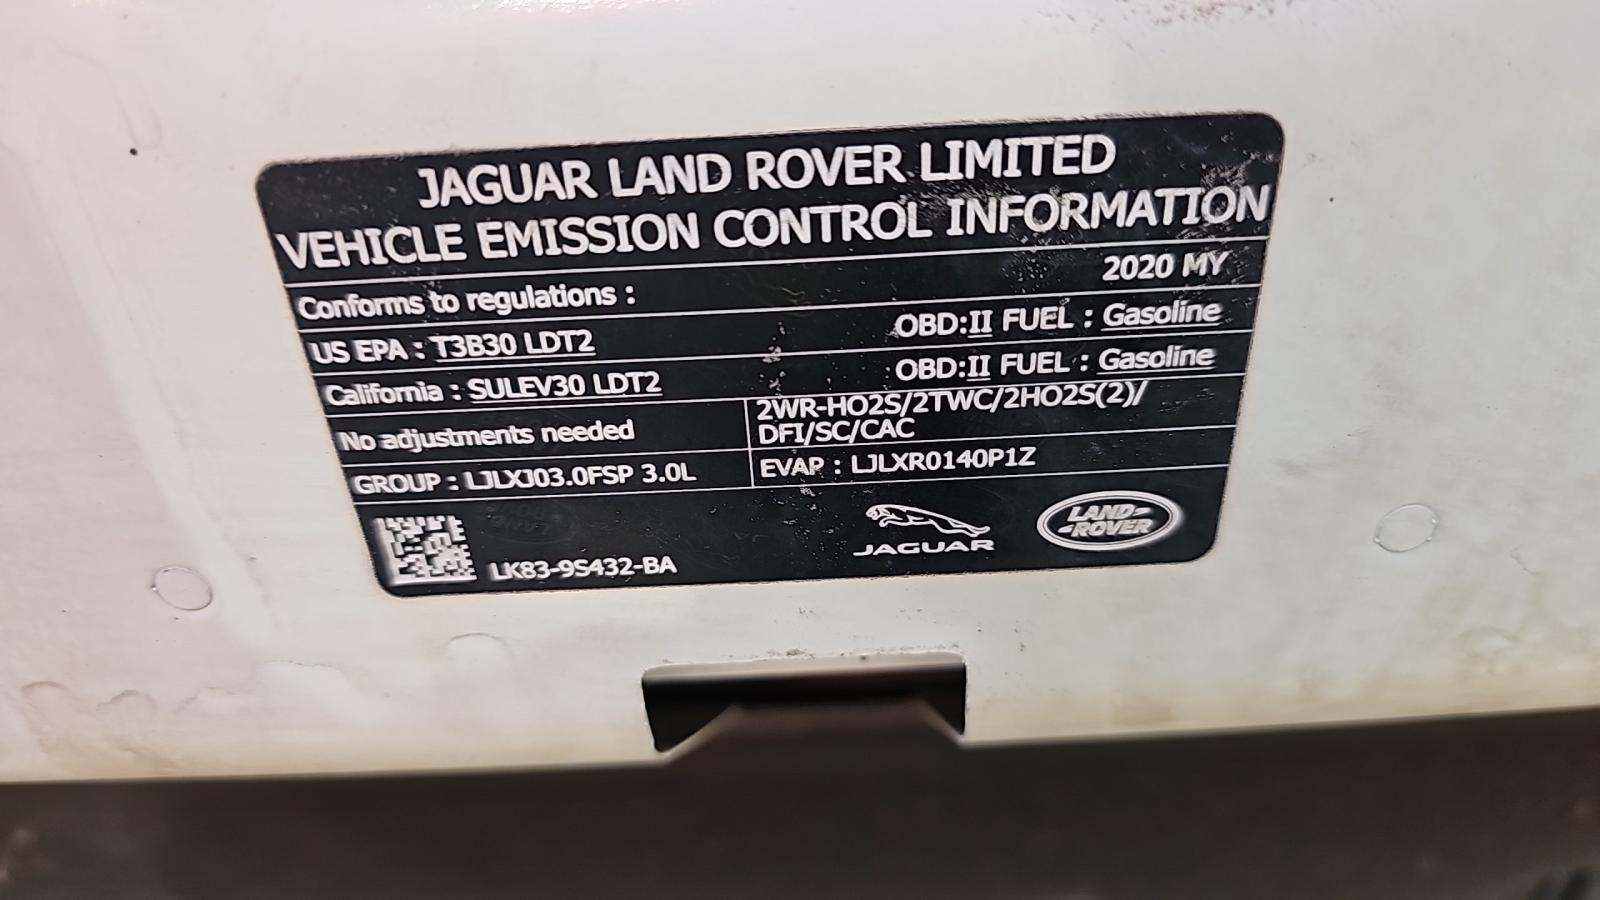 JAGUAR LAND ROVER LIMITED
VEHICLE EMISSION CONTROL INFORMATION
2020 MY
Conforms to regulations :
US EPA : T3B30 LDT2 OBD:II FUEL : Gasoline
California : SULEV30 LDT2 OBD:II FUEL : Gasoline
No adjustments needed
2WR-HO2S/2TWC/2HO2S(2)/
DFI/SC/CAC
GROUP : LJLXJ03.0FSP 3.0L EVAP : LJLXR0140P1Z
LK83-9S432-BA
JAGUAR
LAND-
-ROVER